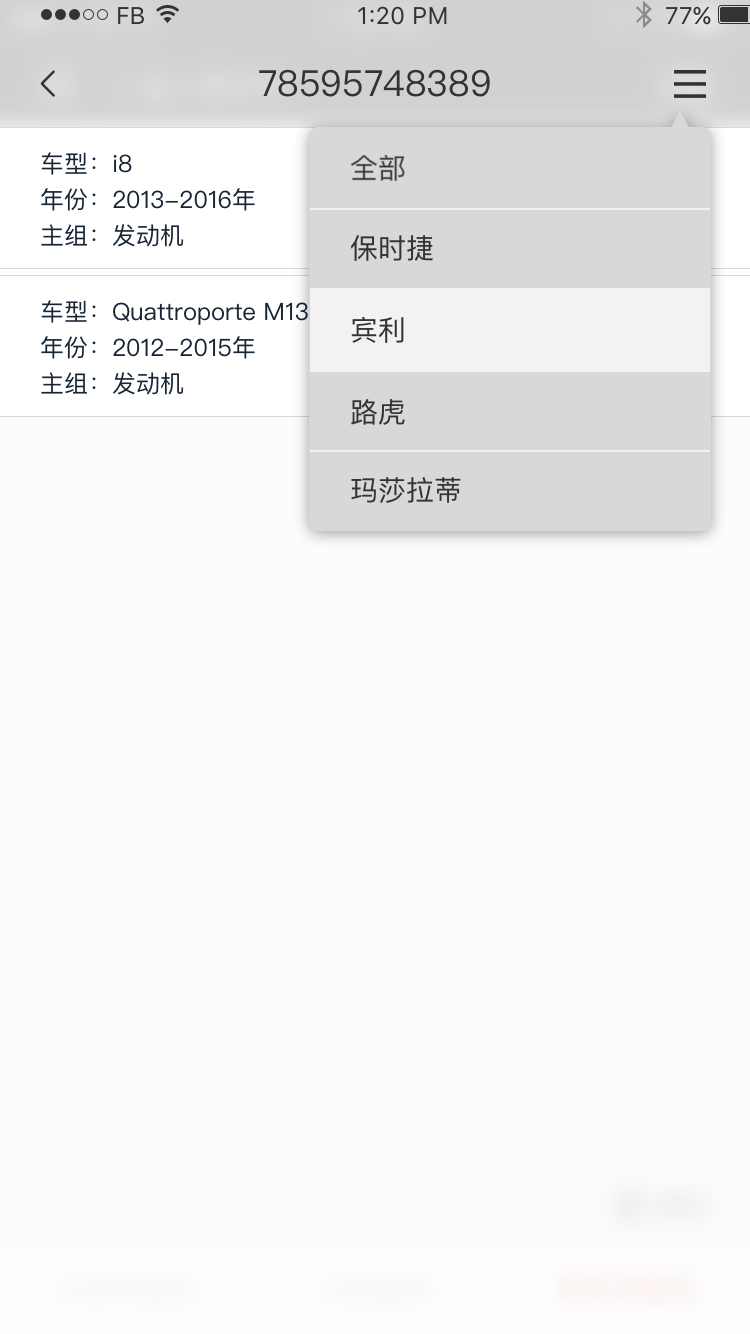 FB 1:20 PM 77%
78595748389
车型：i8
年份：2013-2016年
主组：发动机
车型：Quattroporte M13
年份：2012-2015年
主组：发动机
全部
保时捷
宾利
路虎
玛莎拉蒂